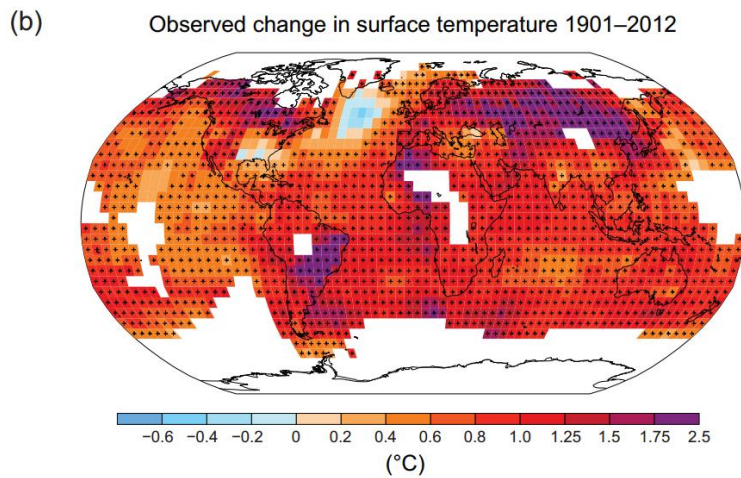 (b)
Observed change in surface temperature 1901–2012
−0.6 −0.4 −0.2 0 0.2 0.4 0.6 0.8 1.0 1.25 1.5 1.75 2.5
(°C)